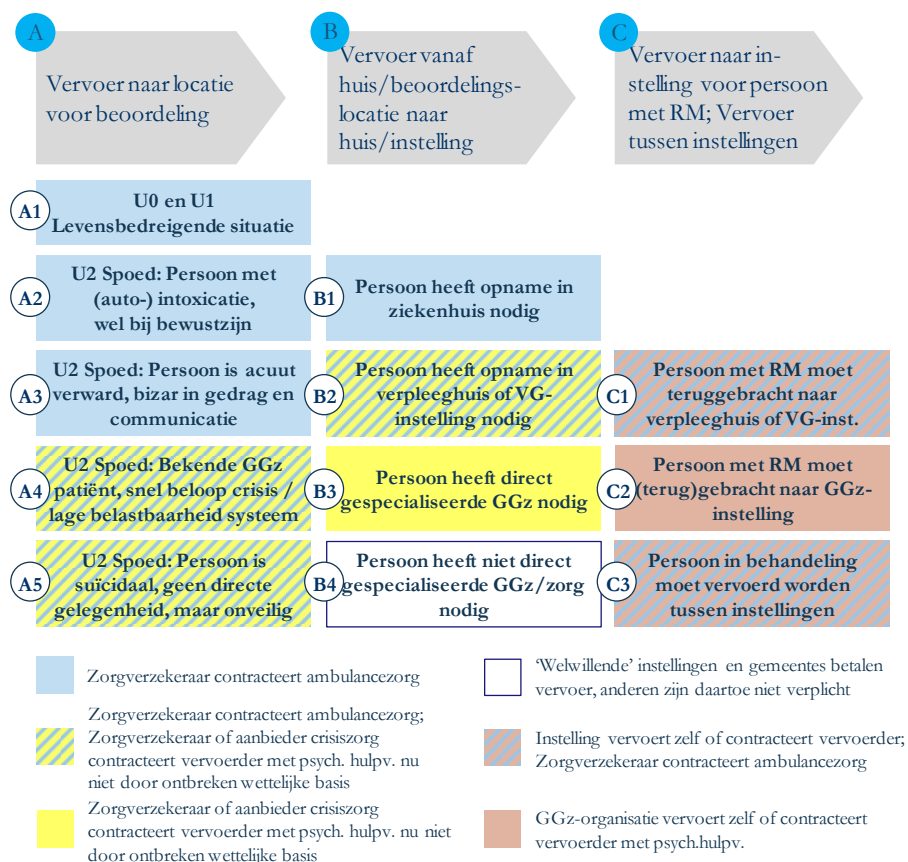 A
Vervoer naar locatie
voor beoordeling
B
Vervoer vanaf
huis/beoordelings-
locatie naar
huis/instelling
C
Vervoer naar in-
stelling voor persoon
met RM; Vervoer
tussen instellingen
A1
U0 en U1
Levensbedreigende situatie
A2
U2 Spoed: Persoon met
(auto-) intoxicatie,
wel bij bewustzijn
B1
Persoon heeft opname in
ziekenhuis nodig
A3
U2 Spoed: Persoon is acuut
verward, bizar in gedrag en
communicatie
B2
Persoon heeft opname in
verpleeghuis of VG-
instelling nodig
C1
Persoon met RM moet
teruggebracht naar
verpleeghuis of VG-inst.
A4
U2 Spoed: Bekende GGz
patiënt, snel beloop crisis /
lage belastbaarheid systeem
B3
Persoon heeft direct
gespecialiseerde GGz nodig
C2
Persoon met RM moet
(terug)gebracht naar GGz-
instelling
A5
U2 Spoed: Persoon is
suïcidaal, geen directe
gelegenheid, maar onveilig
B4
Persoon heeft niet direct
gespecialiseerde GGz/zorg
nodig
C3
Persoon in behandeling
moet vervoerd worden
tussen instellingen
Zorgverzekeraar contracteert ambulancezorg
Zorgverzekeraar contracteert ambulancezorg;
Zorgverzekeraar of aanbieder crisiszorg
contracteert vervoerder met psych. hulpv. nu
niet door ontbreken wettelijke basis
Zorgverzekeraar of aanbieder crisiszorg
contracteert vervoerder met psych. hulpv. nu niet
door ontbreken wettelijke basis
‘Welwillende’ instellingen en gemeentes betalen
vervoer, anderen zijn daartoe niet verplicht
Instelling vervoert zelf of contracteert vervoerder;
Zorgverzekeraar contracteert ambulancezorg
GGz-organisatie vervoert zelf of contracteert
vervoerder met psych.hulpv.